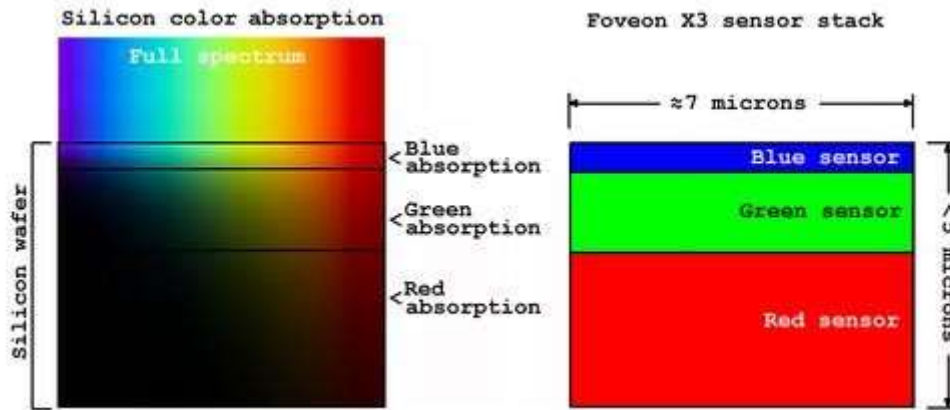 Silicon color absorption
Full spectrum
Silicon wafer
Blue
absorption
Green
absorption
Red
absorption
Foveon X3 sensor stack
≈7 microns
Blue sensor
Green sensor
Red sensor
microns